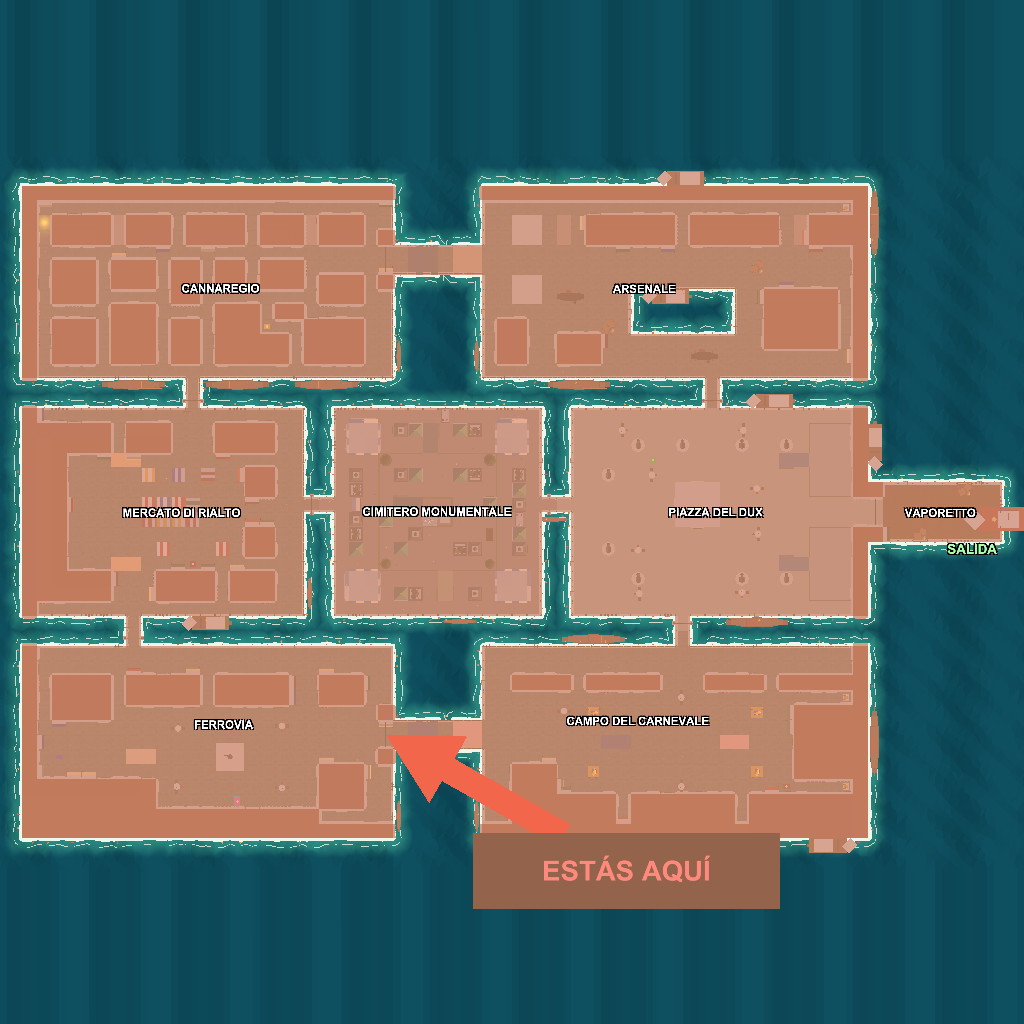 CANNAREGIO
ARSENALE
MERCATO DI RIALTO
CIMITERO MONUMENTALE
PIAZZA DEL DUX
VAPORETTO
SALIDA
FERROVIA
CAMPO DEL CARNEVALE
ESTÁS AQUÍ